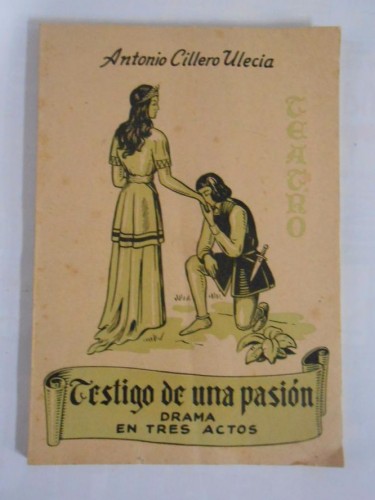 Antonio Cillero Ulecia
TEATRO
Testigo de una pasión
DRAMA
EN TRES ACTOS